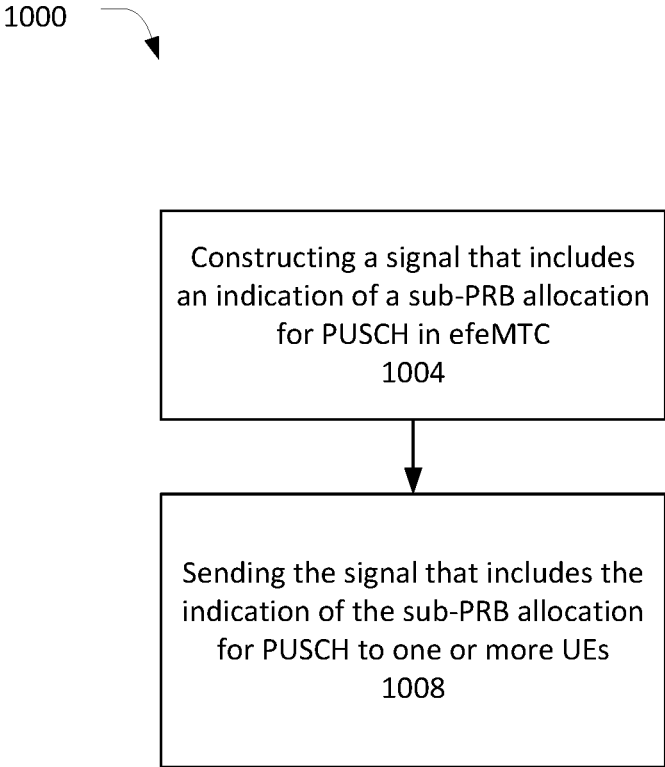 1000
Constructing a signal that includes
an indication of a sub-PRB allocation
for PUSCH in efeMTC
1004
Sending the signal that includes the
indication of the sub-PRB allocation
for PUSCH to one or more UEs
1008